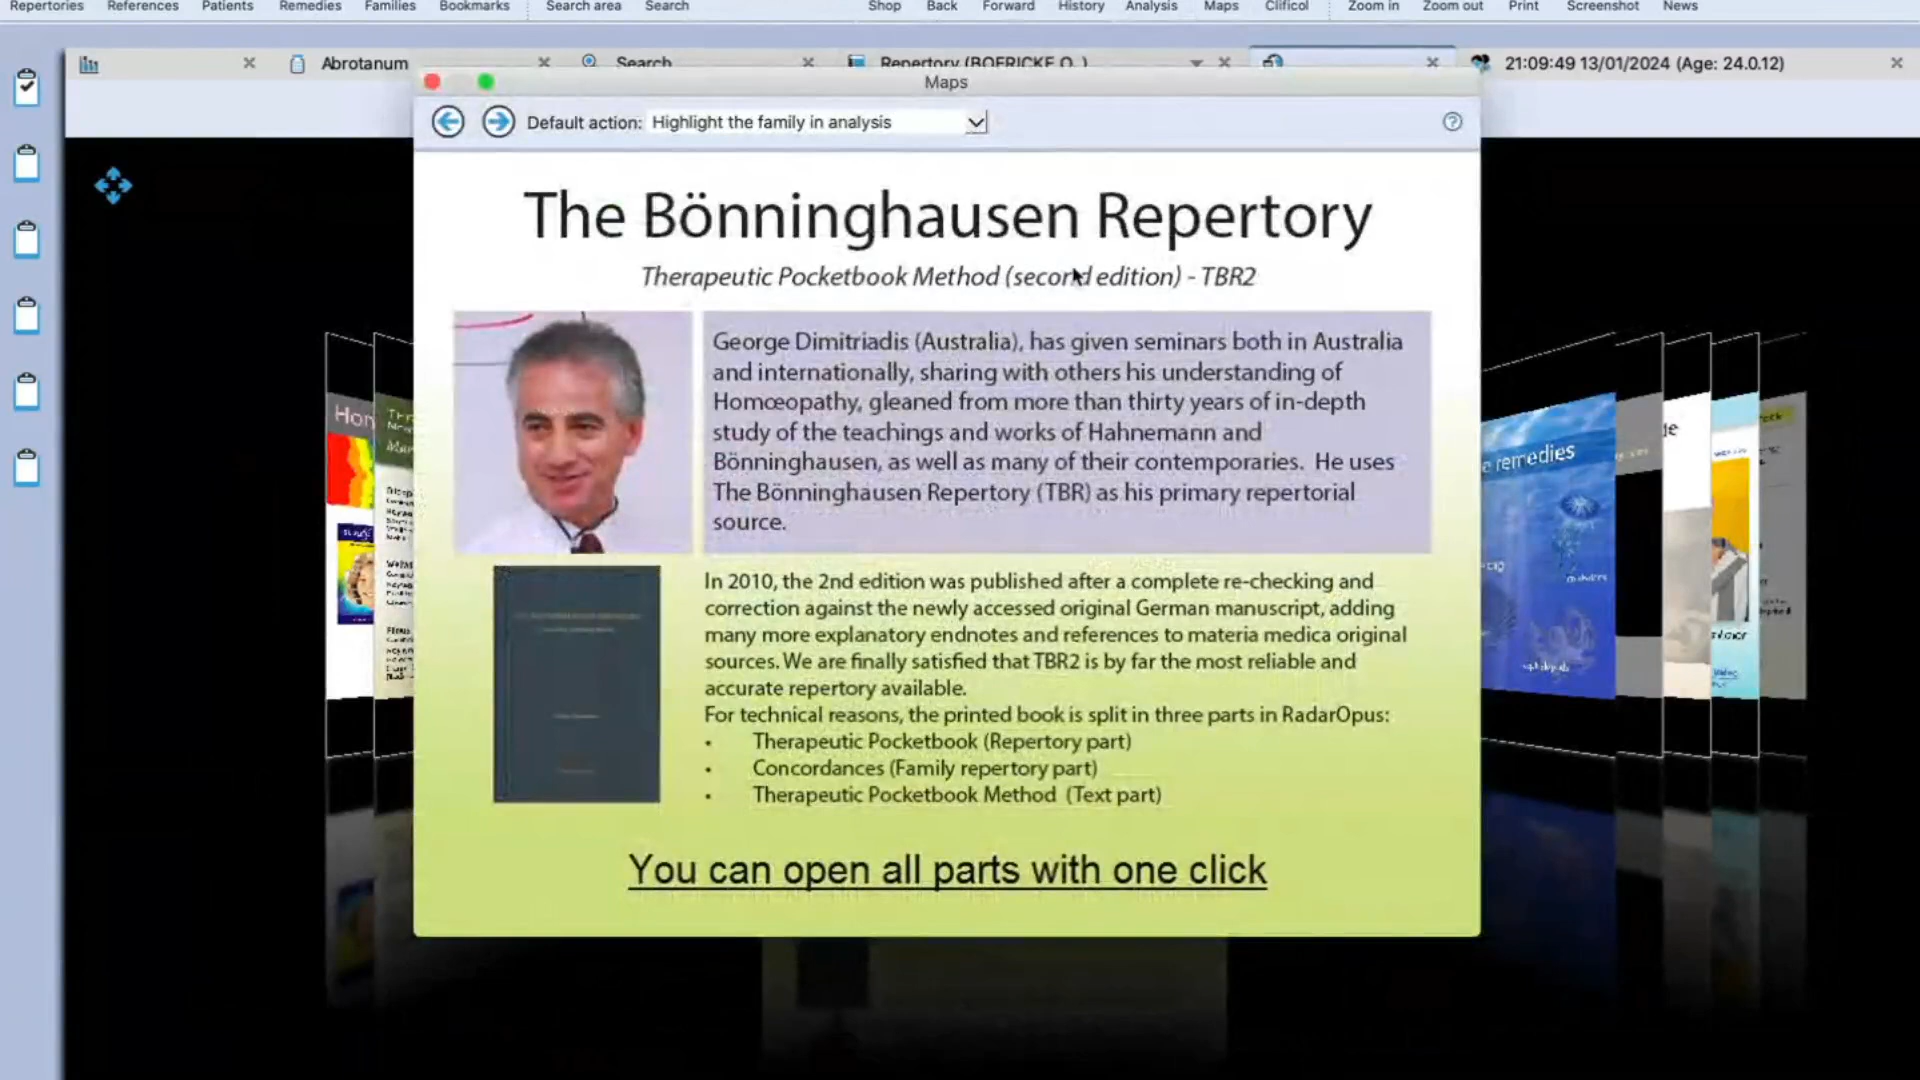 Repertories References Patients Remedies Families Bookmarks Search area Search Shop Back Forward History Analysis Maps Clificol Zoom in Zoom out Print Screenshot News
Abrotanum Search Repertory (BOERICKE O.) 21:09:49 13/01/2024 (Age: 24.0.12)
Maps
Default action: Highlight the family in analysis
The Bönninghausen Repertory
Therapeutic Pocketbook Method (second edition) - TBR2
George Dimitriadis (Australia), has given seminars both in Australia
and internationally, sharing with others his understanding of
Homœopathy, gleaned from more than thirty years of in-depth
study of the teachings and works of Hahnemann and
Bönninghausen, as well as many of their contemporaries. He uses
The Bönninghausen Repertory (TBR) as his primary repertorial
source.
In 2010, the 2nd edition was published after a complete re-checking and
correction against the newly accessed original German manuscript, adding
many more explanatory endnotes and references to materia medica original
sources. We are finally satisfied that TBR2 is by far the most reliable and
accurate repertory available.
For technical reasons, the printed book is split in three parts in RadarOpus:
• Therapeutic Pocketbook (Repertory part)
• Concordances (Family repertory part)
• Therapeutic Pocketbook Method (Text part)
You can open all parts with one click
Hon
remedies